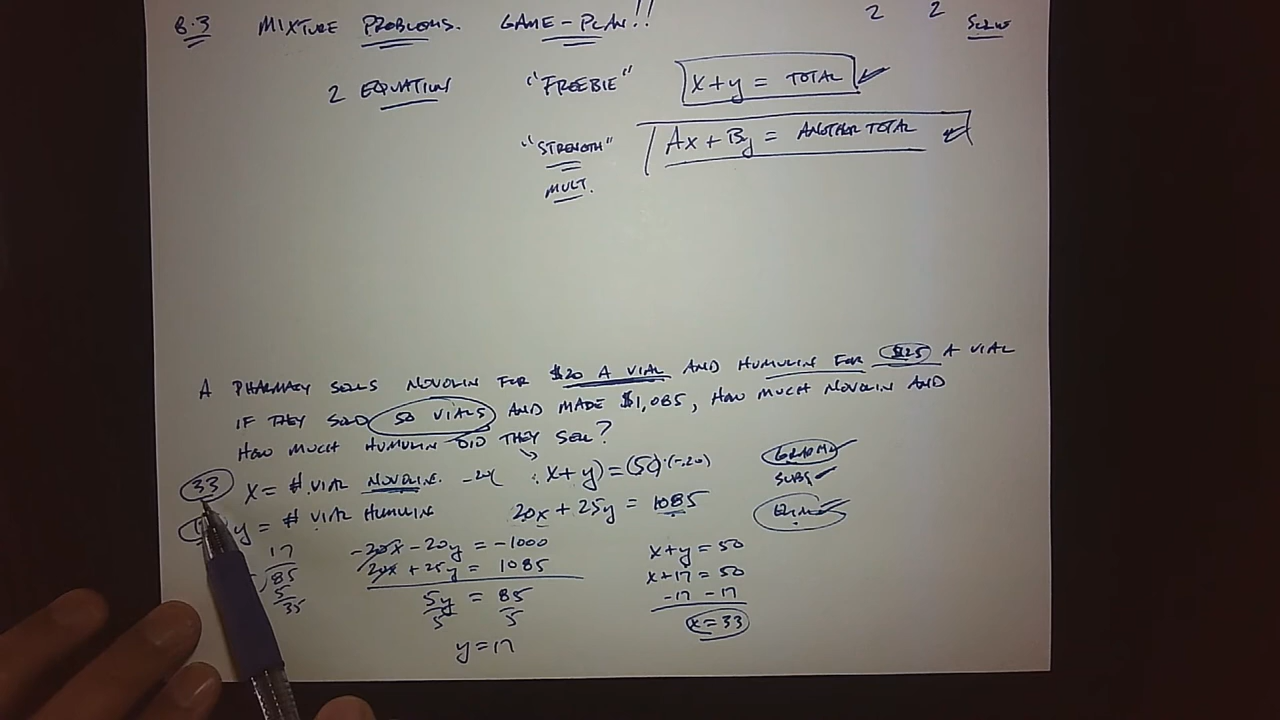 8.3 MIXTURE PROBLEMS. GAME-PLAN!! 2 2 SOLUS
2 EQUATION "FREEBIE" x+y = TOTAL
"STRENGTH" Ax + By = ANOTHER TOTAL
MULT.
A PHARMACY SELLS NOVOLIN FOR $20 A VIAL AND HUMULIN FOR $25 A VIAL
IF THEY SOLD 50 VIALS AND MADE $1,085, HOW MUCH NOVOLIN AND
HOW MUCH HUMULIN DID THEY SELL?
33 x = # VIAL NOVOLINE. -20( x+y)=(50)·(-20) GRAPHING
SUBS
y = # VIAL HUMULIN 20x + 25y = 1085 ELIM
17 -20x - 20y = -1000 x+y = 50
85 20x + 25y = 1085 x+17 = 50
5 5y = 85 -17 -17
35 5 5 x=33
y=17